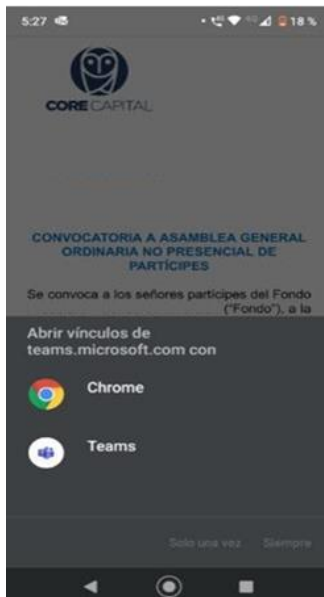 5:27
18 %
CORE CAPITAL
CONVOCATORIA A ASAMBLEA GENERAL
ORDINARIA NO PRESENCIAL DE
PARTÍCIPES
Se convoca a los señores partícipes del Fondo
("Fondo"), a la
Abrir vínculos de
teams.microsoft.com con
Chrome
Teams
Solo una vez Siempre